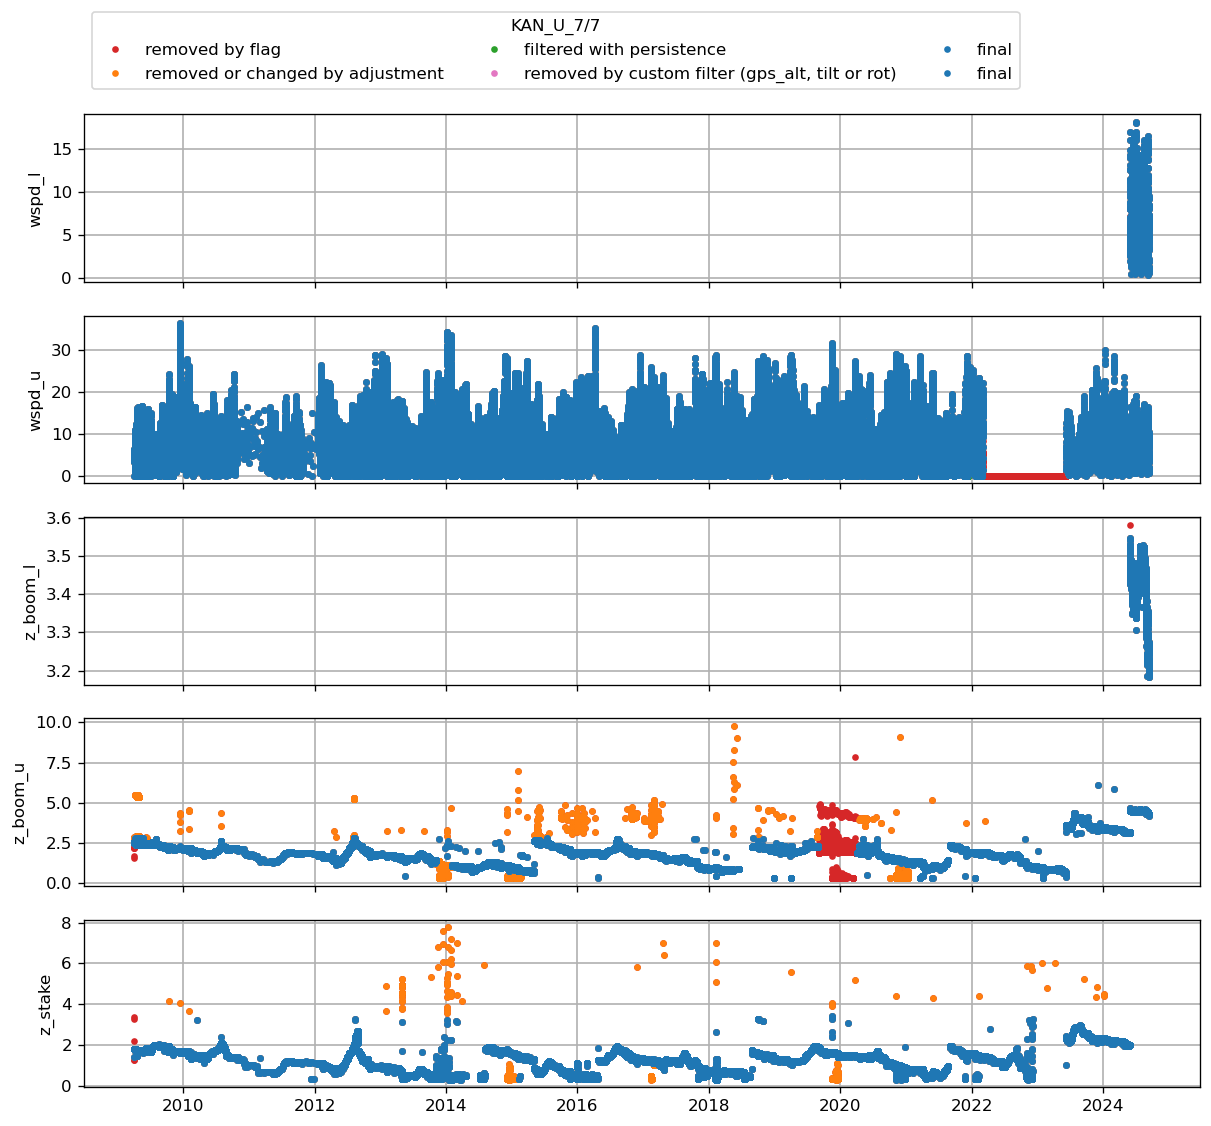 KAN_U_7/7
removed by flag
filtered with persistence
final
removed or changed by adjustment
removed by custom filter (gps_alt, tilt or rot)
final
15
10
5
0
wspd_l
30
20
10
0
wspd_u
3.6
3.5
3.4
3.3
3.2
z_boom_l
10.0
7.5
5.0
2.5
0.0
z_boom_u
8
6
4
2
0
z_stake
2010
2012
2014
2016
2018
2020
2022
2024